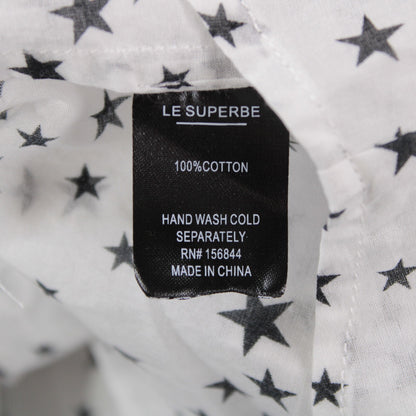 LE SUPERBE
100%COTTON
HAND WASH COLD
SEPARATELY
RN# 156844
MADE IN CHINA